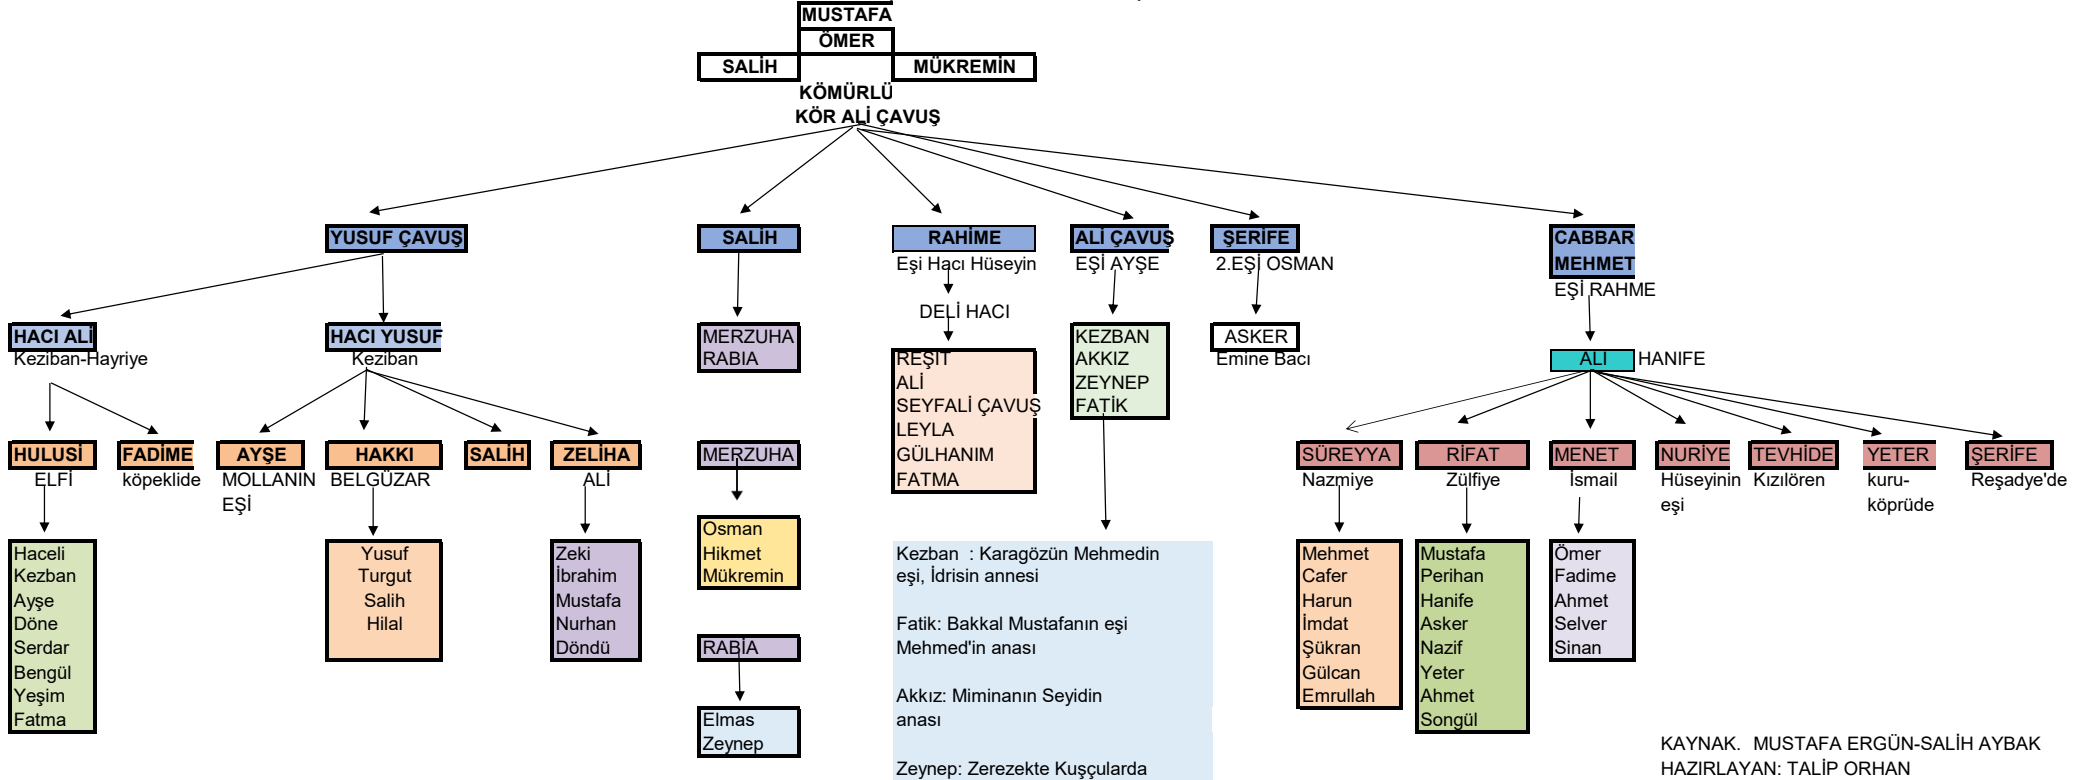 MUSTAFA
ÖMER
SALİH
MÜKREMİN
KÖMÜRLÜ
KÖR ALİ ÇAVUŞ
YUSUF ÇAVUŞ
SALİH
RAHİME
ALİ ÇAVUŞ
ŞERİFE
CABBAR
MEHMET
Eşi Hacı Hüseyin
EŞİ AYŞE
2.EŞİ OSMAN
EŞİ RAHME
DELİ HACI
HACI ALİ
Keziban-Hayriye
HACI YUSUF
Keziban
MERZUHA
RABIA
REŞİT
ALİ
SEYFALİ ÇAVUŞ
LEYLA
GÜLHANIM
FATMA
KEZBAN
AKKIZ
ZEYNEP
FATİK
ASKER
Emine Bacı
ALI
HANIFE
HULUSİ
ELFİ
FADİME
köpeklide
AYŞE
MOLLANIN
EŞİ
HAKKI
BELGÜZAR
SALİH
ZELİHA
ALİ
MERZUHA
SÜREYYA
Nazmiye
RİFAT
Zülfiye
MENET
İsmail
NURİYE
Hüseyinin
eşi
TEVHİDE
Kızılören
YETER
kuru-
köprüde
ŞERİFE
Reşadye'de
Haceli
Kezban
Ayşe
Döne
Serdar
Bengül
Yeşim
Fatma
Yusuf
Turgut
Salih
Hilal
Zeki
İbrahim
Mustafa
Nurhan
Döndü
Osman
Hikmet
Mükremin
RABİA
Elmas
Zeynep
Kezban : Karagözün Mehmedin
eşi, İdrisin annesi
Fatik: Bakkal Mustafanın eşi
Mehmed'in anası
Akkız: Miminanın Seyidin
anası
Zeynep: Zerezekte Kuşçularda
Mehmet
Cafer
Harun
İmdat
Şükran
Gülcan
Emrullah
Mustafa
Perihan
Hanife
Asker
Nazif
Yeter
Ahmet
Songül
Ömer
Fadime
Ahmet
Selver
Sinan
KAYNAK. MUSTAFA ERGÜN-SALİH AYBAK
HAZIRLAYAN: TALİP ORHAN